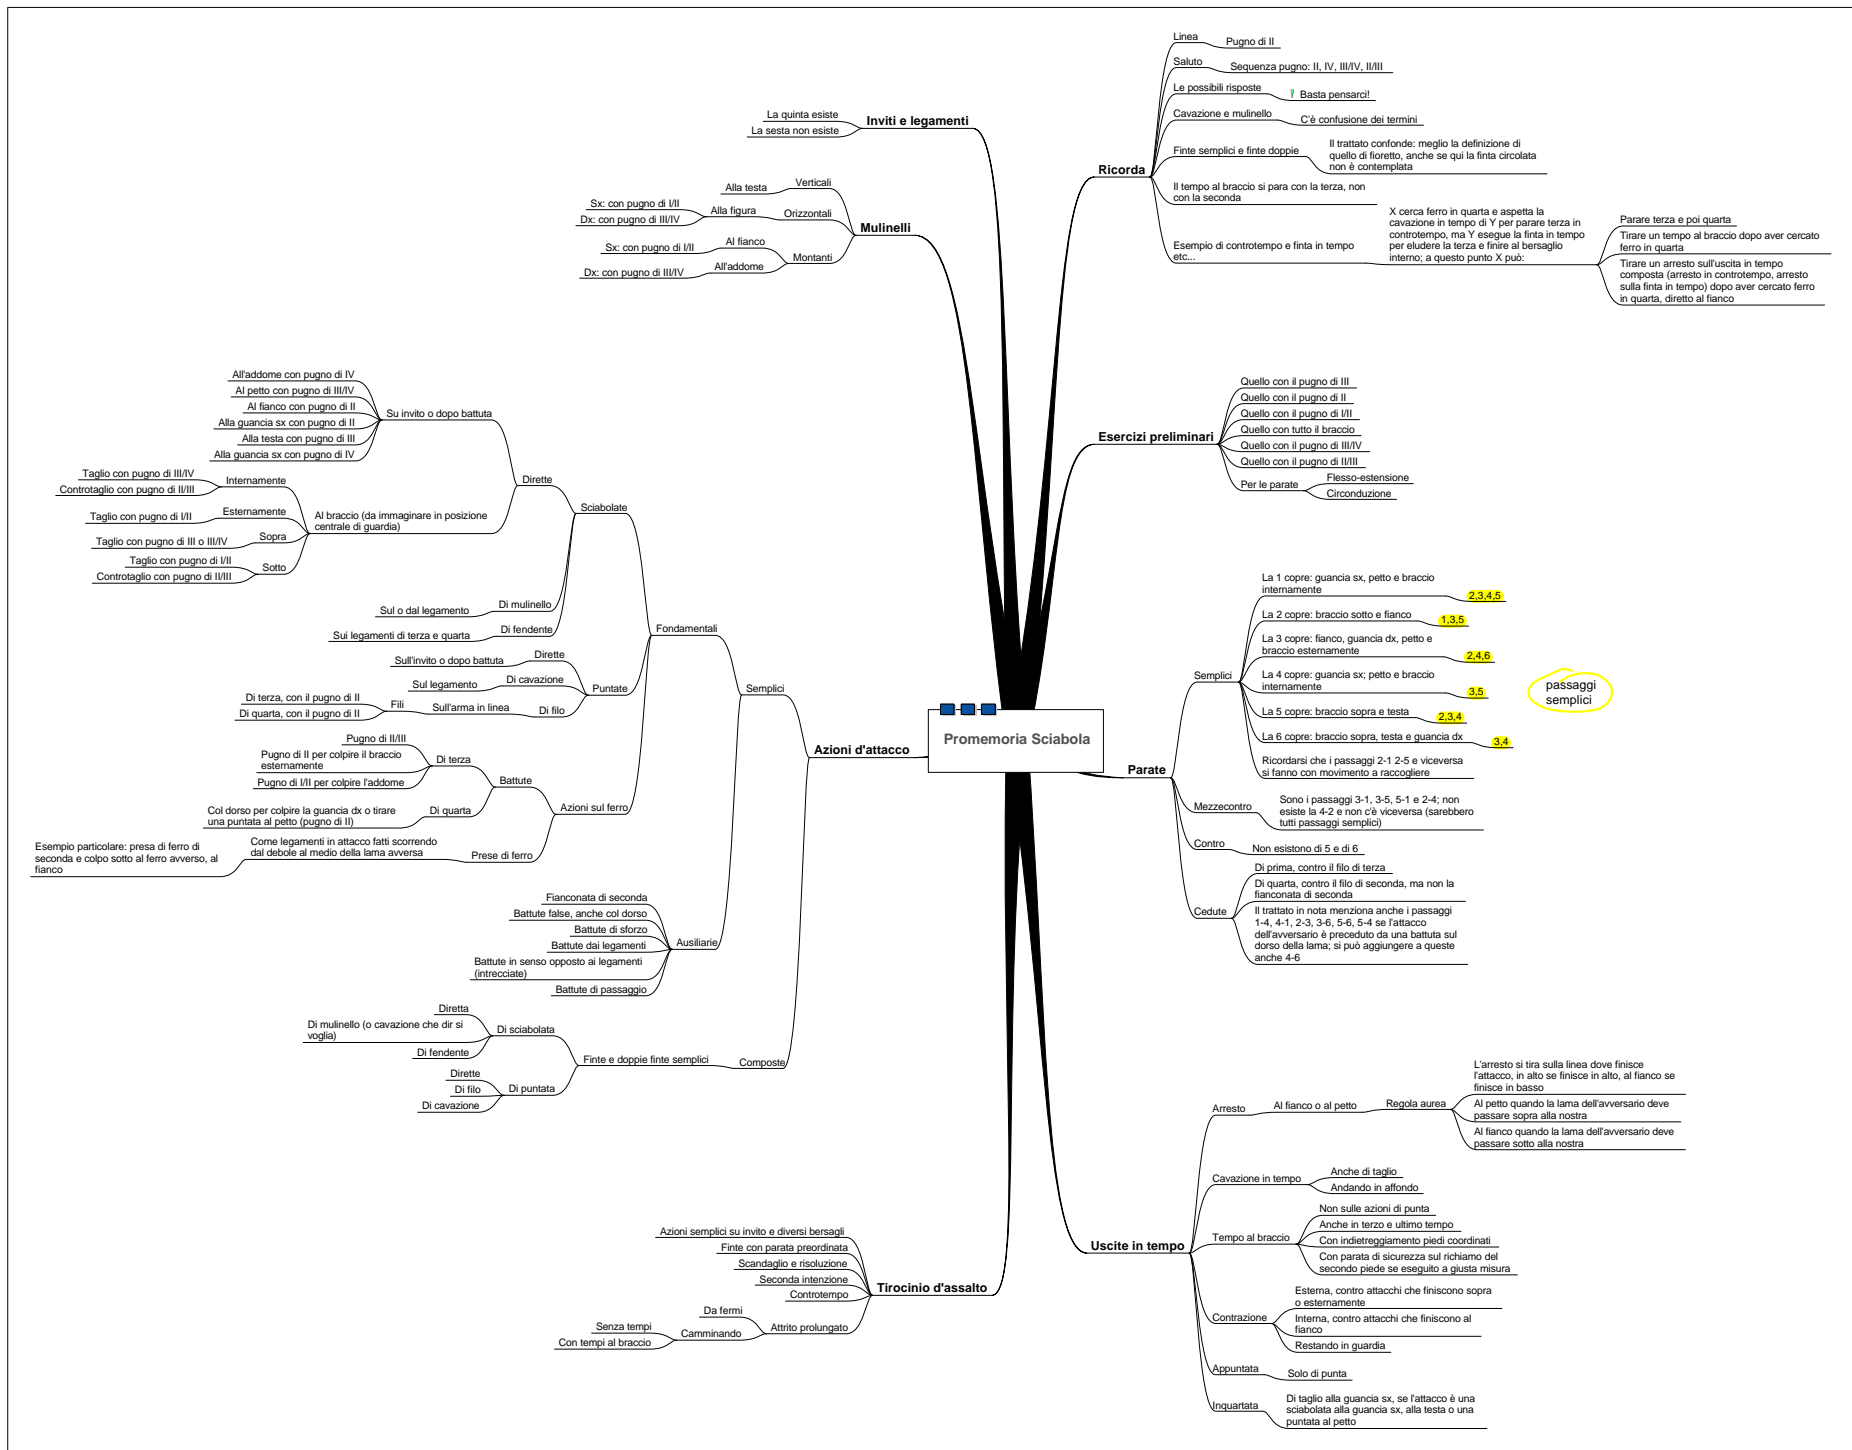 Promemoria Sciabola
Inviti e legamenti
La quinta esiste
La sesta non esiste
Mulinelli
Verticali
Alla testa
Orizzontali
Alla figura
Sx: con pugno di I/II
Dx: con pugno di III/IV
Montanti
Al fianco
Sx: con pugno di I/II
All'addome
Dx: con pugno di III/IV
Azioni d'attacco
Semplici
Fondamentali
Sciabolate
Dirette
Su invito o dopo battuta
All'addome con pugno di IV
Al petto con pugno di III/IV
Al fianco con pugno di II
Alla guancia sx con pugno di II
Alla testa con pugno di III
Alla guancia sx con pugno di IV
Al braccio (da immaginare in posizione
centrale di guardia)
Internamente
Taglio con pugno di III/IV
Controtaglio con pugno di II/III
Esternamente
Taglio con pugno di I/II
Sopra
Taglio con pugno di III o III/IV
Sotto
Taglio con pugno di I/II
Controtaglio con pugno di II/III
Di mulinello
Sul o dal legamento
Di fendente
Sui legamenti di terza e quarta
Puntate
Dirette
Sull'invito o dopo battuta
Di cavazione
Sul legamento
Di filo
Sull'arma in linea
Fili
Di terza, con il pugno di II
Di quarta, con il pugno di II
Azioni sul ferro
Battute
Di terza
Pugno di II/III
Pugno di II per colpire il braccio
esternamente
Pugno di I/II per colpire l'addome
Di quarta
Col dorso per colpire la guancia dx o tirare
una puntata al petto (pugno di II)
Prese di ferro
Come legamenti in attacco fatti scorrendo
dal debole al medio della lama avversa
Esempio particolare: presa di ferro di
seconda e colpo sotto al ferro avverso, al
fianco
Ausiliarie
Fianconata di seconda
Battute false, anche col dorso
Battute di sforzo
Battute dai legamenti
Battute in senso opposto ai legamenti
(intrecciate)
Battute di passaggio
Composte
Finte e doppie finte semplici
Di sciabolata
Diretta
Di mulinello (o cavazione che dir si
voglia)
Di fendente
Di puntata
Dirette
Di filo
Di cavazione
Tirocinio d'assalto
Azioni semplici su invito e diversi bersagli
Finte con parata preordinata
Scandaglio e risoluzione
Seconda intenzione
Controtempo
Attrito prolungato
Da fermi
Camminando
Senza tempi
Con tempi al braccio
Ricorda
Linea
Pugno di II
Saluto
Sequenza pugno: II, IV, III/IV, II/III
Le possibili risposte
Basta pensarci!
Cavazione e mulinello
C'è confusione dei termini
Finte semplici e finte doppie
Il trattato confonde: meglio la definizione di
quello di fioretto, anche se qui la finta circolata
non è contemplata
Il tempo al braccio si para con la terza, non
con la seconda
Esempio di controtempo e finta in tempo
etc...
X cerca ferro in quarta e aspetta la
cavazione in tempo di Y per parare terza in
controtempo, ma Y esegue la finta in tempo
per eludere la terza e finire al bersaglio
interno; a questo punto X può:
Parare terza e poi quarta
Tirare un tempo al braccio dopo aver cercato
ferro in quarta
Tirare un arresto sull'uscita in tempo
composta (arresto in controtempo, arresto
sulla finta in tempo) dopo aver cercato ferro
in quarta, diretto al fianco
Esercizi preliminari
Quello con il pugno di III
Quello con il pugno di II
Quello con il pugno di I/II
Quello con tutto il braccio
Quello con il pugno di III/IV
Quello con il pugno di II/III
Per le parate
Flesso-estensione
Circonduzione
Parate
Semplici
La 1 copre: guancia sx, petto e braccio
internamente
2,3,4,5
La 2 copre: braccio sotto e fianco
1,3,5
La 3 copre: fianco, guancia dx, petto e
braccio esternamente
2,4,6
La 4 copre: guancia sx; petto e braccio
internamente
3,5
La 5 copre: braccio sopra e testa
2,3,4
La 6 copre: braccio sopra, testa e guancia dx
3,4
Ricordarsi che i passaggi 2-1 2-5 e viceversa
si fanno con movimento a raccogliere
passaggi
semplici
Mezzecontro
Sono i passaggi 3-1, 3-5, 5-1 e 2-4; non
esiste la 4-2 e non c'è viceversa (sarebbero
tutti passaggi semplici)
Contro
Non esistono di 5 e di 6
Cedute
Di prima, contro il filo di terza
Di quarta, contro il filo di seconda, ma non la
fianconata di seconda
Il trattato in nota menziona anche i passaggi
1-4, 4-1, 2-3, 3-6, 5-6, 5-4 se l'attacco
dell'avversario è preceduto da una battuta sul
dorso della lama; si può aggiungere a queste
anche 4-6
Uscite in tempo
Arresto
Al fianco o al petto
Regola aurea
L'arresto si tira sulla linea dove finisce
l'attacco, in alto se finisce in alto, al fianco se
finisce in basso
Al petto quando la lama dell'avversario deve
passare sopra alla nostra
Al fianco quando la lama dell'avversario deve
passare sotto alla nostra
Cavazione in tempo
Anche di taglio
Andando in affondo
Tempo al braccio
Non sulle azioni di punta
Anche in terzo e ultimo tempo
Con indietreggiamento piedi coordinati
Con parata di sicurezza sul richiamo del
secondo piede se eseguito a giusta misura
Contrazione
Esterna, contro attacchi che finiscono sopra
o esternamente
Interna, contro attacchi che finiscono al
fianco
Restando in guardia
Appuntata
Solo di punta
Inquartata
Di taglio alla guancia sx, se l'attacco è una
sciabolata alla guancia sx, alla testa o una
puntata al petto